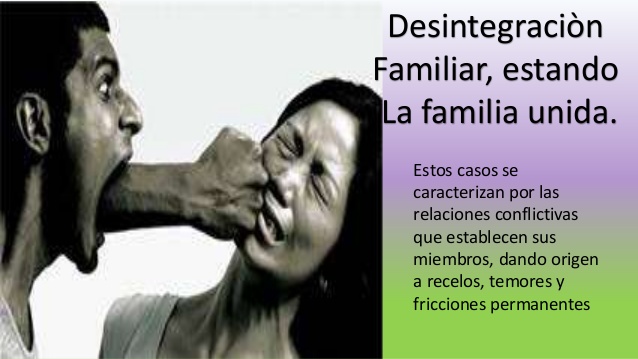 Desintegraciòn
Familiar, estando
La familia unida.
Estos casos se
caracterizan por las
relaciones conflictivas
que establecen sus
miembros, dando origen
a recelos, temores y
fricciones permanentes